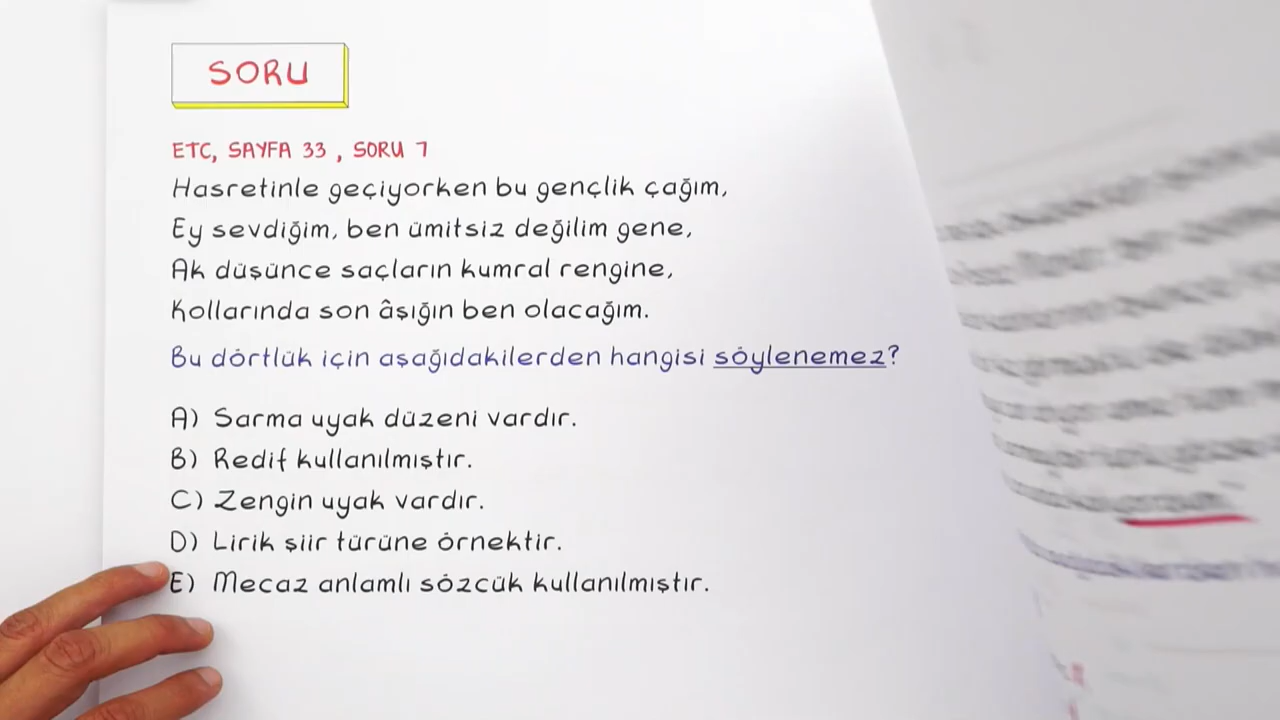 SORU
ETC, SAYFA 33, SORU 7
Hasretinle geçiyorken bu gençlik çağım,
Ey sevdiğim, ben ümitsiz değilim gene,
Ak düşünce saçların kumral rengine,
Kollarında son âşığın ben olacağım.
Bu dörtlük için aşağıdakilerden hangisi söylenemez?
A) Sarma uyak düzeni vardır.
B) Redif kullanılmıştır.
C) Zengin uyak vardır.
D) Lirik şiir türüne örnektir.
E) Mecaz anlamlı sözcük kullanılmıştır.